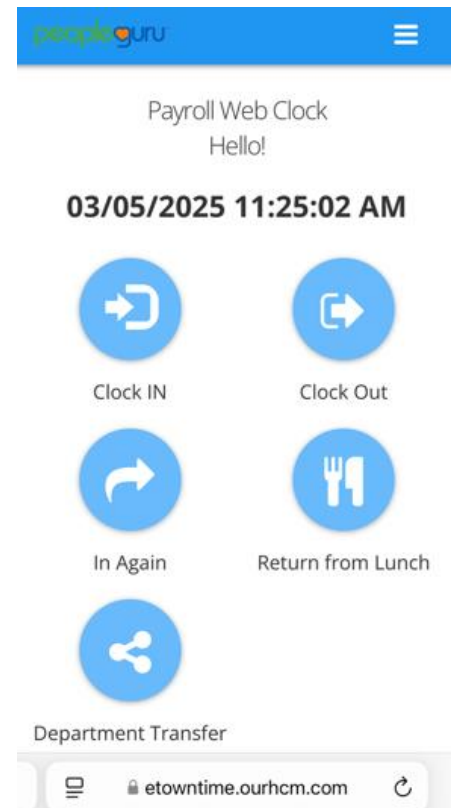 peopleguru
Payroll Web Clock
Hello!
03/05/2025 11:25:02 AM
Clock IN
Clock Out
In Again
Return from Lunch
Department Transfer
etowntime.ourhcm.com